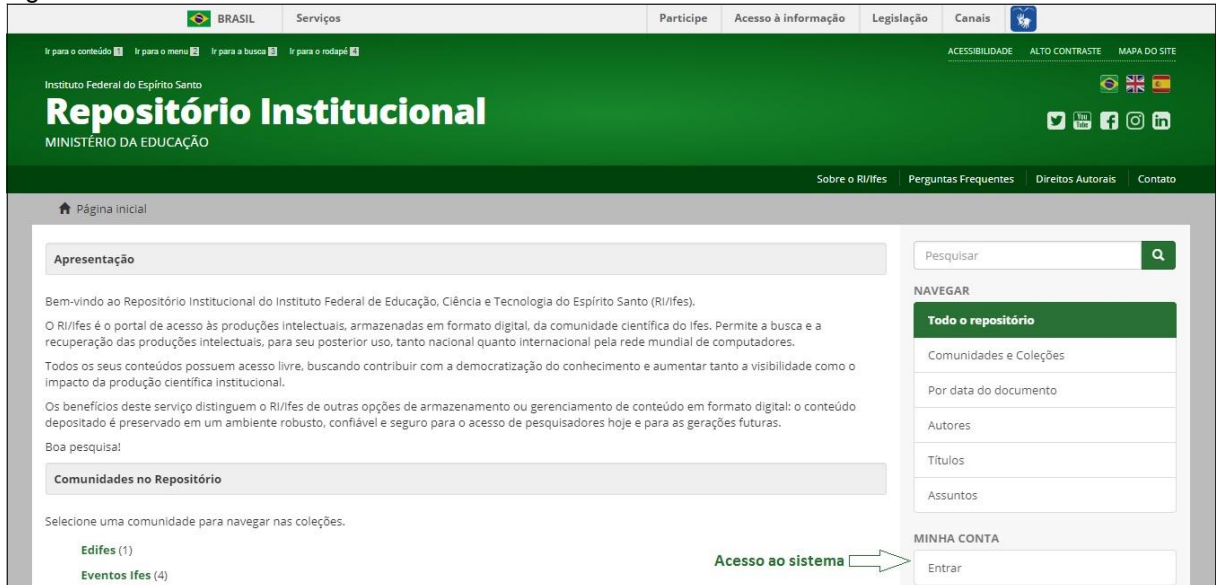 BRASIL Serviços Participe Acesso à informação Legislação Canais
Ir para o conteúdo 1 Ir para o menu 2 Ir para a busca 3 Ir para o rodapé 4 ACESSIBILIDADE ALTO CONTRASTE MAPA DO SITE
Instituto Federal do Espírito Santo
Repositório Institucional
MINISTÉRIO DA EDUCAÇÃO
You Tube
Sobre o RI/Ifes Perguntas Frequentes Direitos Autorais Contato
Página inicial
Apresentação
Bem-vindo ao Repositório Institucional do Instituto Federal de Educação, Ciência e Tecnologia do Espírito Santo (RI/Ifes).
O RI/Ifes é o portal de acesso às produções intelectuais, armazenadas em formato digital, da comunidade científica do Ifes. Permite a busca e a
recuperação das produções intelectuais, para seu posterior uso, tanto nacional quanto internacional pela rede mundial de computadores.
Todos os seus conteúdos possuem acesso livre, buscando contribuir com a democratização do conhecimento e aumentar tanto a visibilidade como o
impacto da produção científica institucional.
Os benefícios deste serviço distinguem o RI/Ifes de outras opções de armazenamento ou gerenciamento de conteúdo em formato digital: o conteúdo
depositado é preservado em um ambiente robusto, confiável e seguro para o acesso de pesquisadores hoje e para as gerações futuras.
Boa pesquisa!
Comunidades no Repositório
Selecione uma comunidade para navegar nas coleções.
Edifes (1)
Eventos Ifes (4)
Pesquisar
NAVEGAR
Todo o repositório
Comunidades e Coleções
Por data do documento
Autores
Títulos
Assuntos
MINHA CONTA
Acesso ao sistema
Entrar